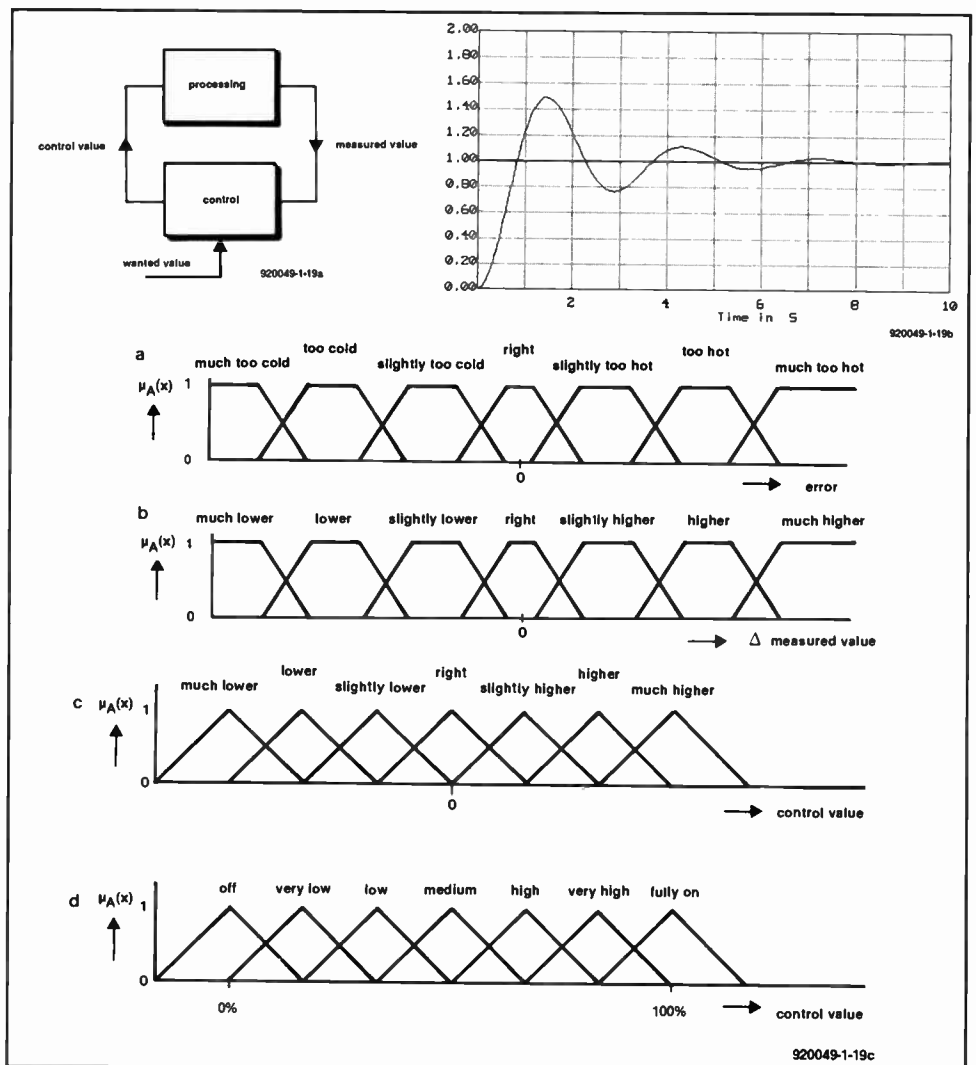 processing
control value
measured value
control
wanted value
920049-1-19a
2.00
1.80
1.60
1.40
1.20
1.00
0.80
0.60
0.40
0.20
0.00
2 4 6 8 10
Time in S
920049-1-19b
a
much too cold too cold slightly too cold right slightly too hot too hot much too hot
μA(x) 1
0
0
error
b
much lower lower slightly lower right slightly higher higher much higher
μA(x) 1
0
0
Δ measured value
c
much lower lower slightly lower right slightly higher higher much higher
μA(x) 1
0
0
control value
d
off very low low medium high very high fully on
μA(x) 1
0
0% 100%
control value
920049-1-19c